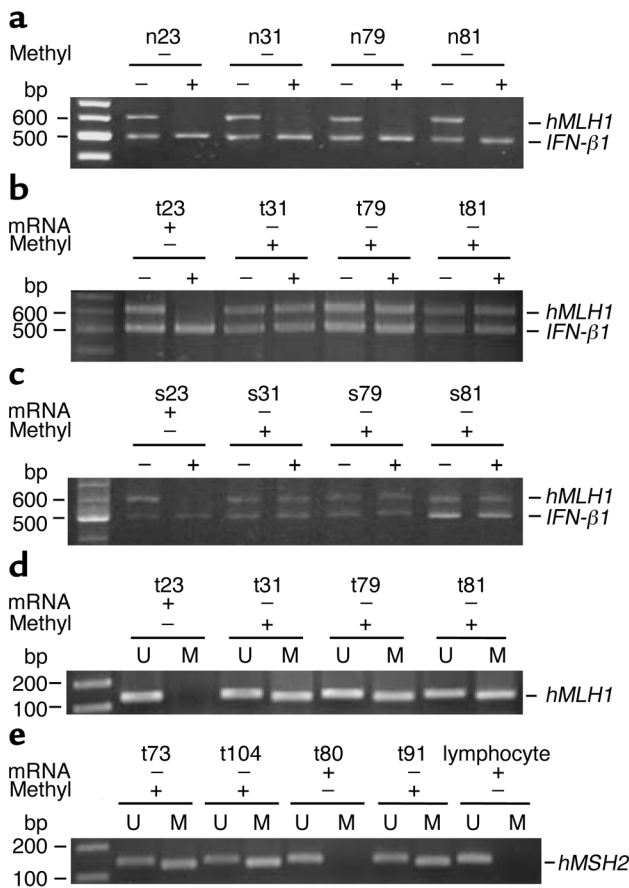 a
n23 n31 n79 n81
Methyl – – – –
– + – + – + – +
bp
600 – – hMLH1
500 – – IFN-β1
b
t23 t31 t79 t81
mRNA + – – –
Methyl – + + +
– + – + – + – +
bp
600 – – hMLH1
500 – – IFN-β1
c
s23 s31 s79 s81
mRNA + – – –
Methyl – + + +
– + – + – + – +
bp
600 – – hMLH1
500 – – IFN-β1
d
t23 t31 t79 t81
mRNA + – – –
Methyl – + + +
bp U M U M U M U M
200 –
100 – – hMLH1
e
t73 t104 t80 t91 lymphocyte
mRNA – – + – +
Methyl + + – + –
bp U M U M U M U M U M
200 –
100 – – hMSH2